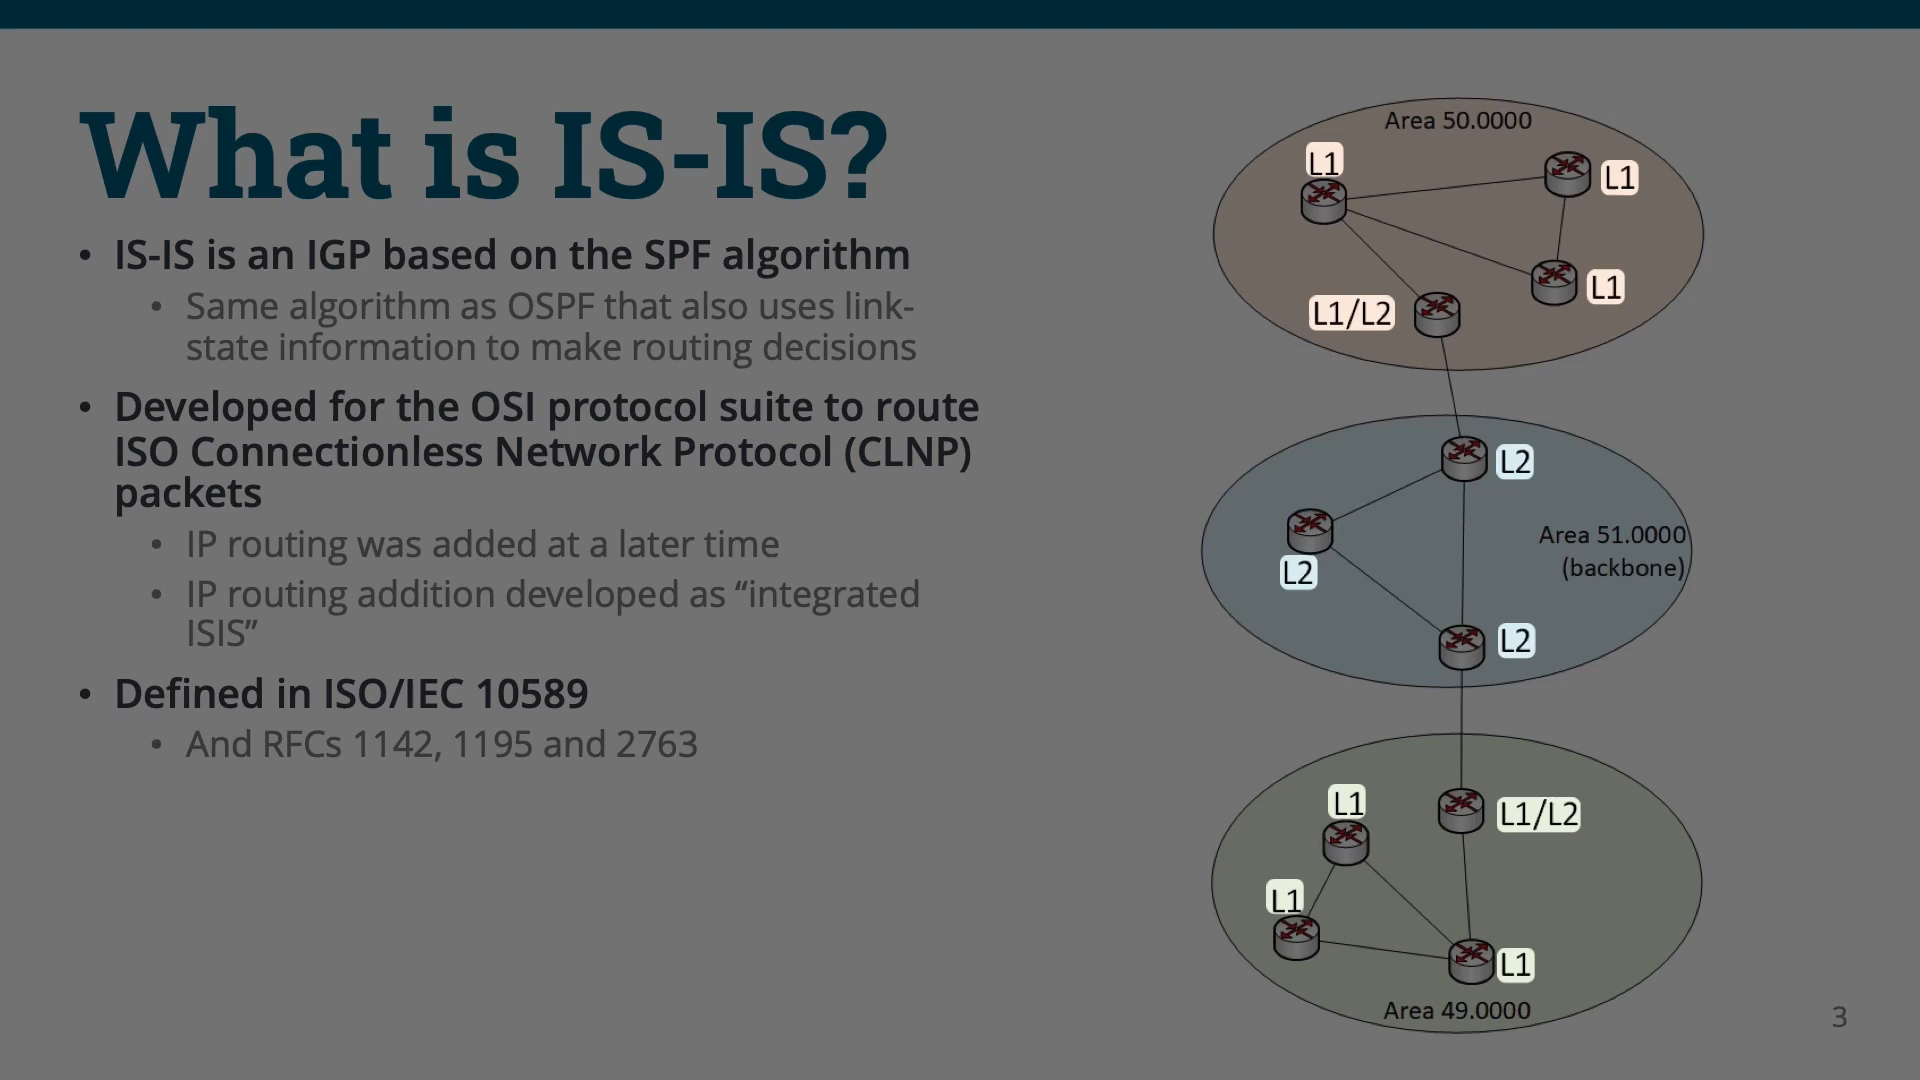 What is IS-IS?
• IS-IS is an IGP based on the SPF algorithm
• Same algorithm as OSPF that also uses link-
state information to make routing decisions
• Developed for the OSI protocol suite to route
ISO Connectionless Network Protocol (CLNP)
packets
• IP routing was added at a later time
• IP routing addition developed as “integrated
ISIS”
• Defined in ISO/IEC 10589
• And RFCs 1142, 1195 and 2763
Area 50.0000
L1
L1
L1
L1/L2
L2
Area 51.0000
(backbone)
L2
L2
L1
L1/L2
L1
L1
Area 49.0000
3